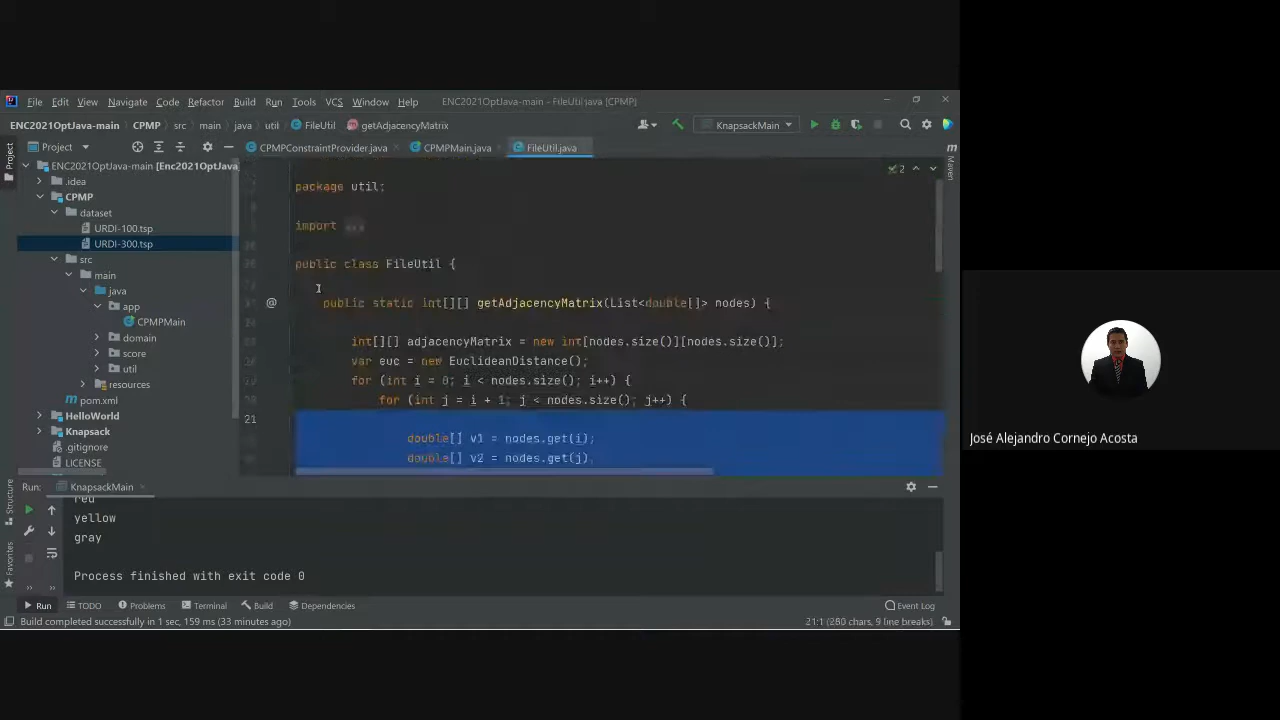 File Edit View Navigate Code Refactor Build Run Tools VCS Window Help ENC2021OptJava-main - FileUtil.java [CPMP]
ENC2021OptJava-main CPMP src main java util FileUtil getAdjacencyMatrix KnapsackMain
Project CPMPConstraintProvider.java CPMPMain.java FileUtil.java
Project
Maven
ENC2021OptJava-main [Enc2021OptJava
.idea
CPMP
dataset
URDI-100.tsp
URDI-300.tsp
src
main
java
app
CPMPMain
domain
score
util
resources
pom.xml
HelloWorld
Knapsack
.gitignore
LICENSE
2
package util;
import ...
public class FileUtil {
@ public static int[][] getAdjacencyMatrix(List<double[]> nodes) {
int[][] adjacencyMatrix = new int[nodes.size()][nodes.size()];
var euc = new EuclideanDistance();
for (int i = 0; i < nodes.size(); i++) {
for (int j = i + 1; j < nodes.size(); j++) {
21
double[] v1 = nodes.get(i);
double[] v2 = nodes.get(j)
José Alejandro Cornejo Acosta
Structure
Favorites
Run: KnapsackMain
red
yellow
gray
Process finished with exit code 0
Run TODO Problems Terminal Build Dependencies Event Log
Build completed successfully in 1 sec, 159 ms (33 minutes ago) 21:1 (280 chars, 9 line breaks)